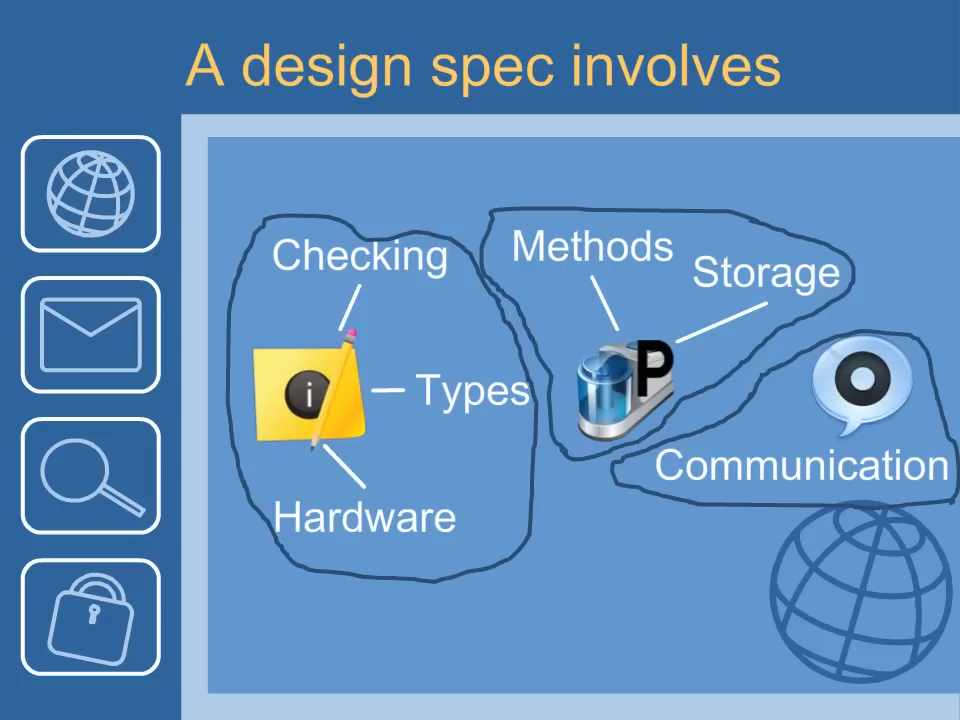 A design spec involves
Checking
Methods
Storage
i
P
O
Types
Communication
Hardware